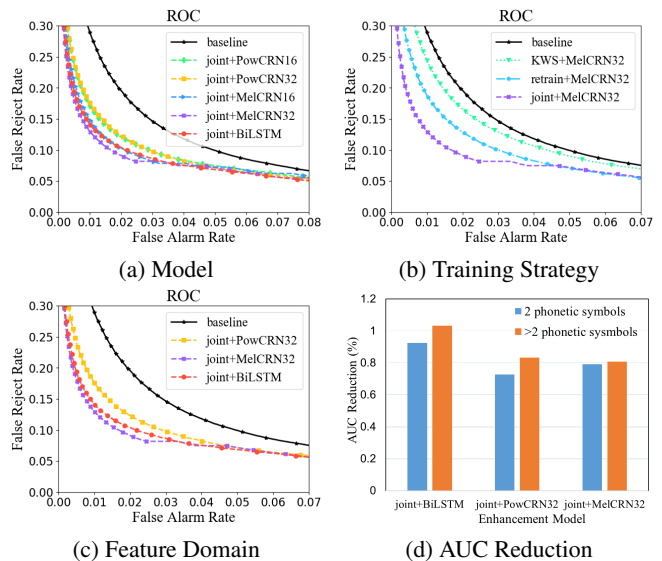 ROC
False Reject Rate
0.30
0.25
0.20
0.15
0.10
0.05
0.00
0.00 0.01 0.02 0.03 0.04 0.05 0.06 0.07 0.08
False Alarm Rate
baseline
joint+PowCRN16
joint+PowCRN32
joint+MelCRN16
joint+MelCRN32
joint+BiLSTM
(a) Model
ROC
False Reject Rate
0.30
0.25
0.20
0.15
0.10
0.05
0.00
0.00 0.01 0.02 0.03 0.04 0.05 0.06 0.07
False Alarm Rate
baseline
KWS+MelCRN32
retrain+MelCRN32
joint+MelCRN32
(b) Training Strategy
ROC
False Reject Rate
0.30
0.25
0.20
0.15
0.10
0.05
0.00
0.00 0.01 0.02 0.03 0.04 0.05 0.06 0.07
False Alarm Rate
baseline
joint+PowCRN32
joint+MelCRN32
joint+BiLSTM
(c) Feature Domain
AUC Reduction (%)
1.2
1
0.8
0.6
0.4
0.2
0
2 phonetic symbols
>2 phonetic sysmbols
joint+BiLSTM joint+PowCRN32 joint+MelCRN32
Enhancement Model
(d) AUC Reduction